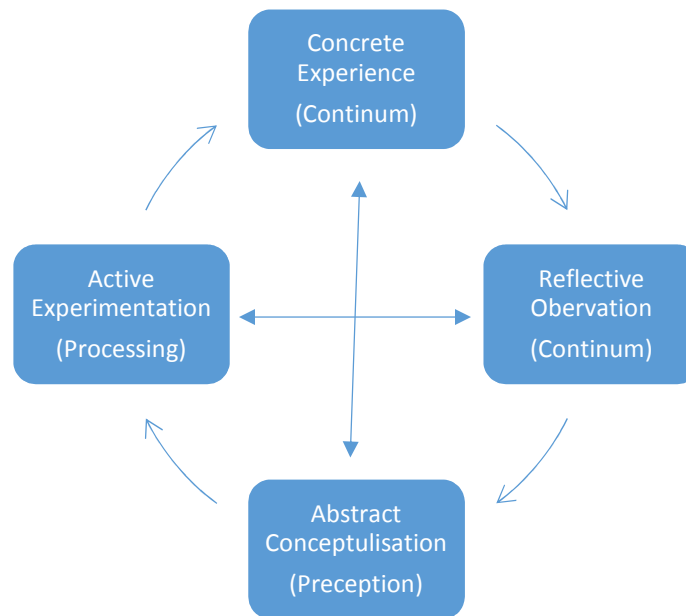 Concrete
Experience
(Continum)
Active
Experimentation
(Processing)
Reflective
Obervation
(Continum)
Abstract
Conceptulisation
(Preception)